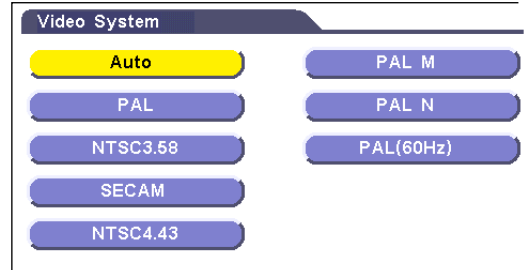 Video System
Auto
PAL
NTSC3.58
SECAM
NTSC4.43
PAL M
PAL N
PAL(60Hz)